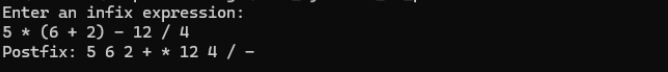 Enter an infix expression:
5 * (6 + 2) - 12 / 4
Postfix: 5 6 2 + * 12 4 / -